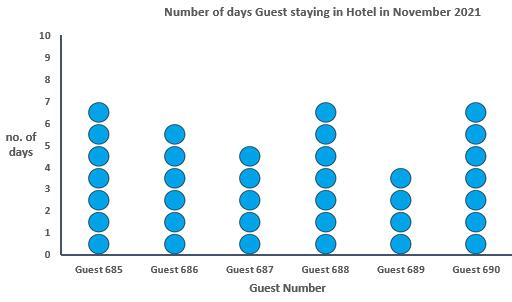 Number of days Guest staying in Hotel in November 2021
10
9
8
7
6
5
4
3
2
1
0
no. of
days
Guest 685 Guest 686 Guest 687 Guest 688 Guest 689 Guest 690
Guest Number